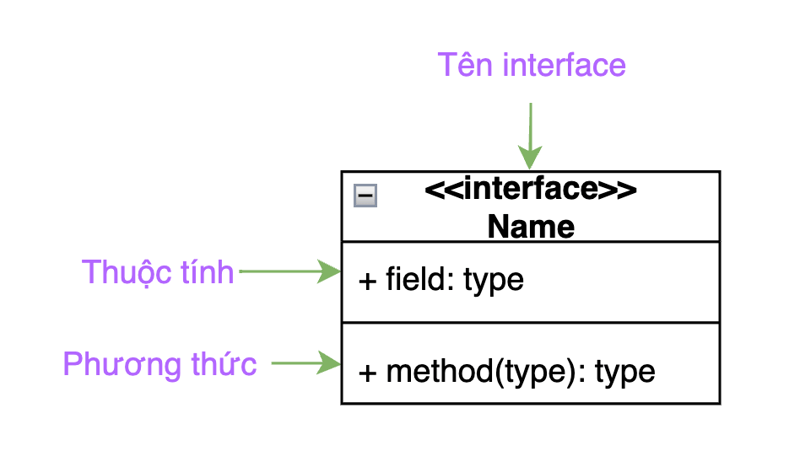 Tên interface
<<interface>>
Name
Thuộc tính
+ field: type
Phương thức
+ method(type): type